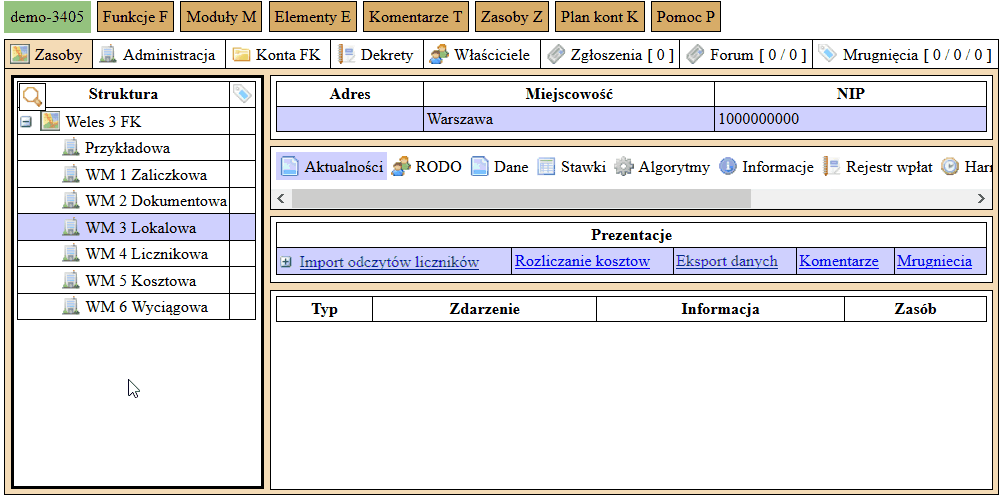 demo-3405 Funkcje F Moduły M Elementy E Komentarze T Zasoby Z Plan kont K Pomoc P
Zasoby Administracja Konta FK Dekrety Właściciele Zgłoszenia [ 0 ] Forum [ 0 / 0 ] Mrugnięcia [ 0 / 0 / 0 ]
Struktura
Weles 3 FK
Przykładowa
WM 1 Zaliczkowa
WM 2 Dokumentowa
WM 3 Lokalowa
WM 4 Licznikowa
WM 5 Kosztowa
WM 6 Wyciągowa
Adres Miejscowość NIP
Warszawa 1000000000
Aktualności RODO Dane Stawki Algorytmy Informacje Rejestr wpłat Harr
Prezentacje
Import odczytów liczników Rozliczanie kosztow Eksport danych Komentarze Mrugniecia
Typ Zdarzenie Informacja Zasób